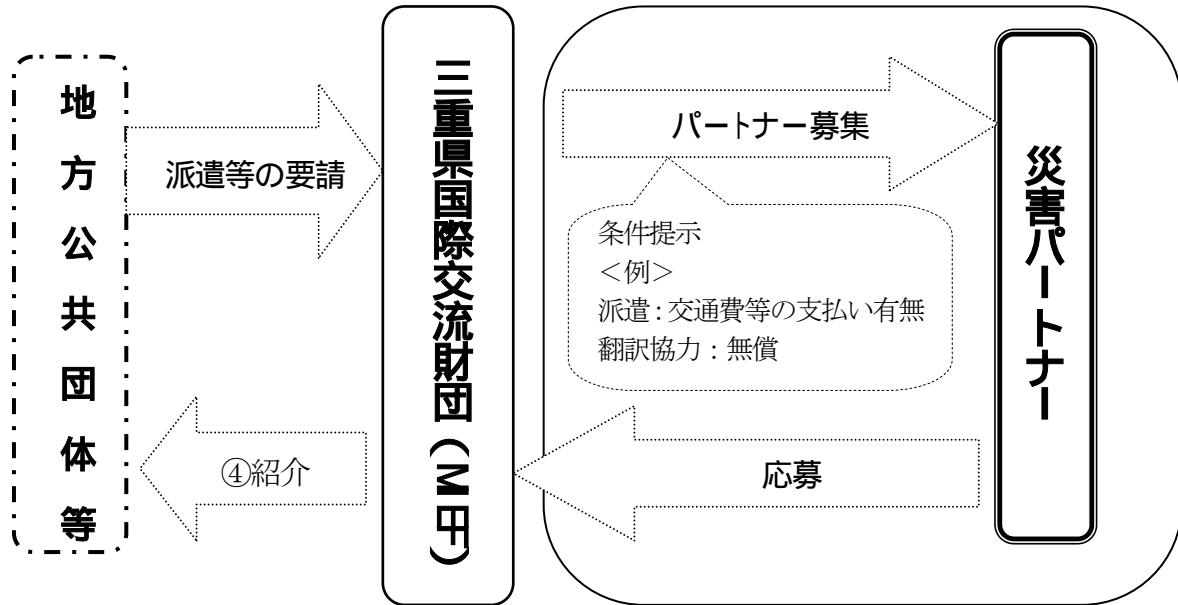 地方公共団体等
派遣等の要請
三重県国際交流財団(MIEF)
パートナー募集
条件提示
<例>
派遣:交通費等の支払い有無
翻訳協力:無償
災害パートナー
応募
④紹介